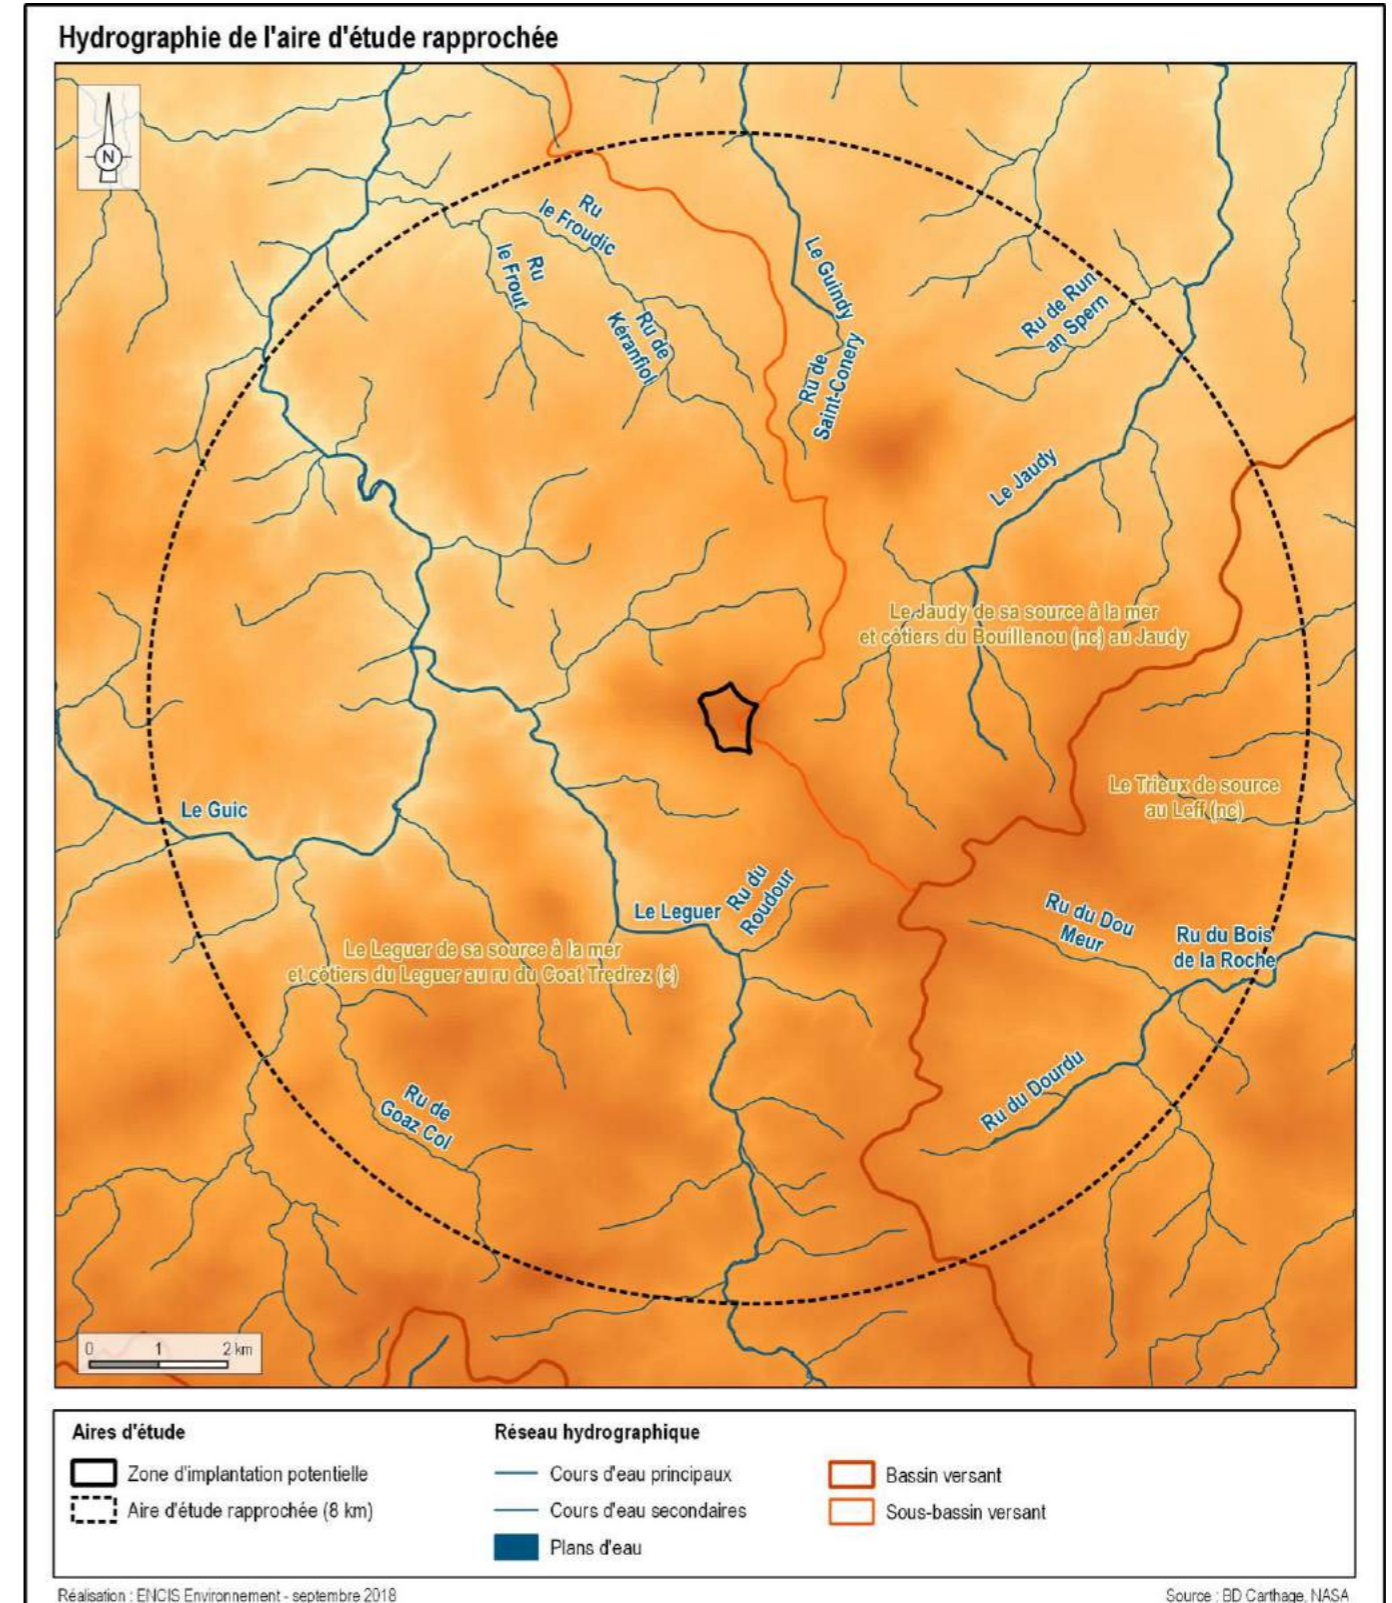 Hydrographie de l'aire d'étude rapprochée
N
Ru
le Froudic
Ru
le Frout
Ru de
Kéranfiol
Le Guindy
Ru de
Saint-Conery
Ru de Run
an Spern
Le Jaudy
Le Jaudy de sa source à la mer
et côtiers du Bouillenou (nc) au Jaudy
Le Trieux de source
au Leff (nc)
Le Guic
Le Leguer
Ru du
Roudour
Ru du Dou
Meur
Ru du Bois
de la Roche
Le Leguer de sa source à la mer
et côtiers du Leguer au ru du Coat Tredrez (c)
Ru du Dourdu
Ru de
Goaz Col
0 1 2 km
Aires d'étude
Zone d'implantation potentielle
Aire d'étude rapprochée (8 km)
Réseau hydrographique
Cours d'eau principaux
Cours d'eau secondaires
Plans d'eau
Bassin versant
Sous-bassin versant
Réalisation : ENCIS Environnement - septembre 2018
Source : BD Carthage, NASA